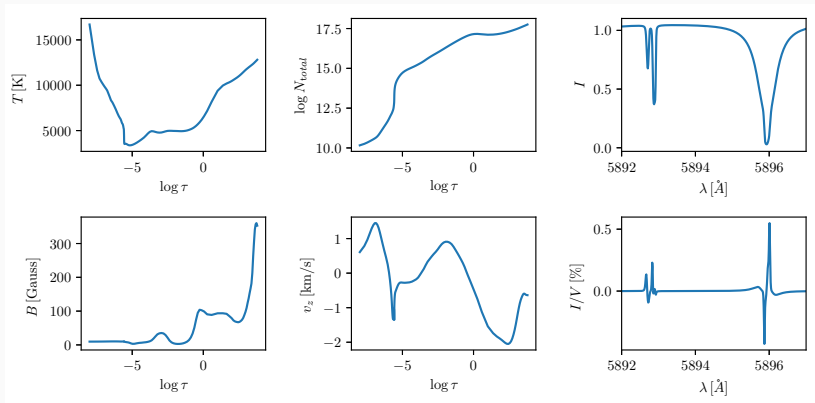 15000
10000
5000
T [K]
−5
0
log τ
17.5
15.0
12.5
10.0
log N_total
−5
0
log τ
1.0
0.5
0.0
I
5892
5894
5896
λ [Å]
300
200
100
0
B [Gauss]
−5
0
log τ
1
0
−1
−2
v_z [km/s]
−5
0
log τ
0.5
0.0
I/V [%]
5892
5894
5896
λ [Å]